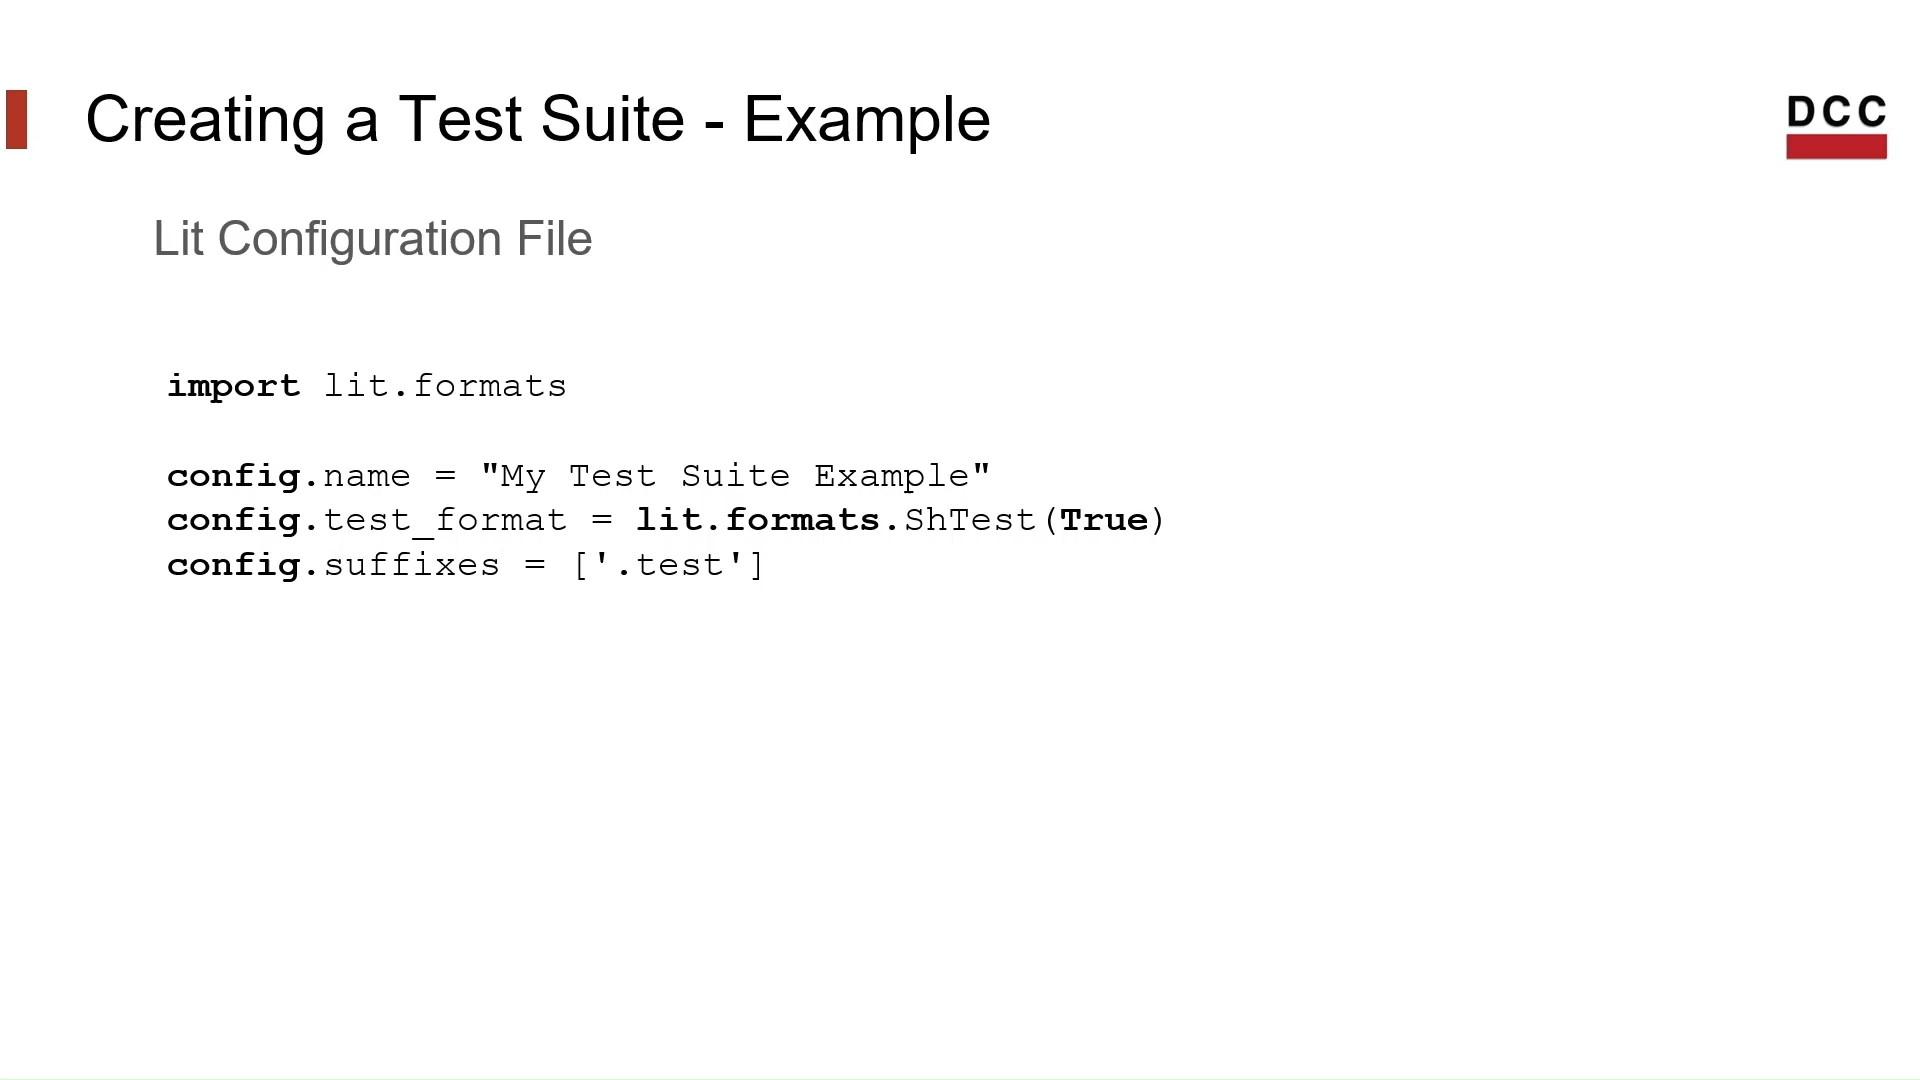 Creating a Test Suite - Example
DCC
Lit Configuration File
import lit.formats
config.name = "My Test Suite Example"
config.test_format = lit.formats.ShTest(True)
config.suffixes = ['.test']